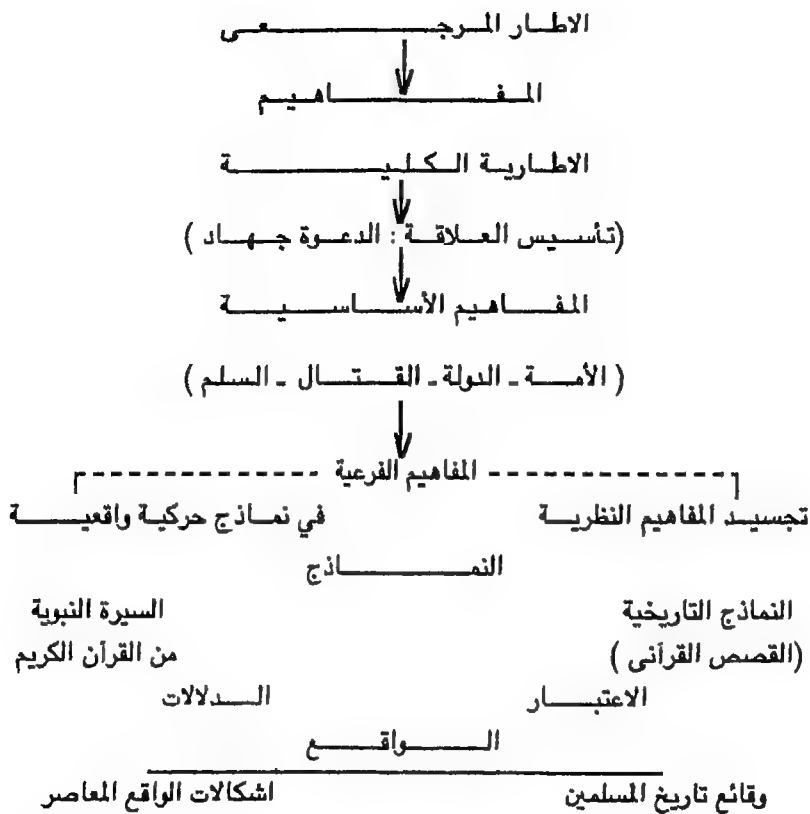 الاطار المرجعى
المفاهيم
الاطارية الكلية
(تأسيس العلاقة : الدعوة جهاد )
المفاهيم الأساسية
( الأمة - الدولة - القتال - السلم )
المفاهيم الفرعية
تجسيد المفاهيم النظرية في نماذج حركية واقعية
النماذج
النماذج التاريخية السيرة النبوية
(القصص القرآنى ) من القرآن الكريم
الاعتبار الدلالات
الواقع
وقائع تاريخ المسلمين اشكالات الواقع المعاصر